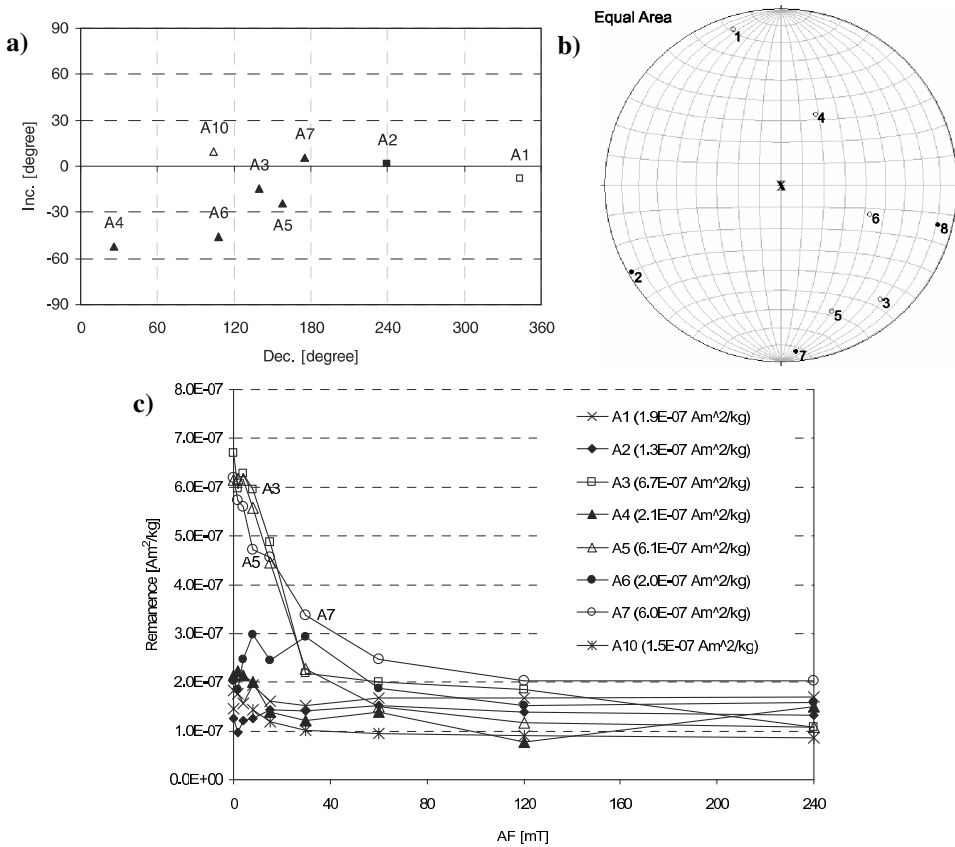 a)
90
60
30
0
-30
-60
-90
Inc. [degree]
A10
A7
A2
A1
A3
A4
A6
A5
0
60
120
180
240
300
360
Dec. [degree]
b)
Equal Area
1
4
X
6
8
2
3
5
7
c)
8.0E-07
7.0E-07
6.0E-07
5.0E-07
4.0E-07
3.0E-07
2.0E-07
1.0E-07
0.0E+00
Remanence [Am²/kg]
A3
A5
A7
A1 (1.9E-07 Am^2/kg)
A2 (1.3E-07 Am^2/kg)
A3 (6.7E-07 Am^2/kg)
A4 (2.1E-07 Am^2/kg)
A5 (6.1E-07 Am^2/kg)
A6 (2.0E-07 Am^2/kg)
A7 (6.0E-07 Am^2/kg)
A10 (1.5E-07 Am^2/kg)
0
40
80
120
160
200
240
AF [mT]